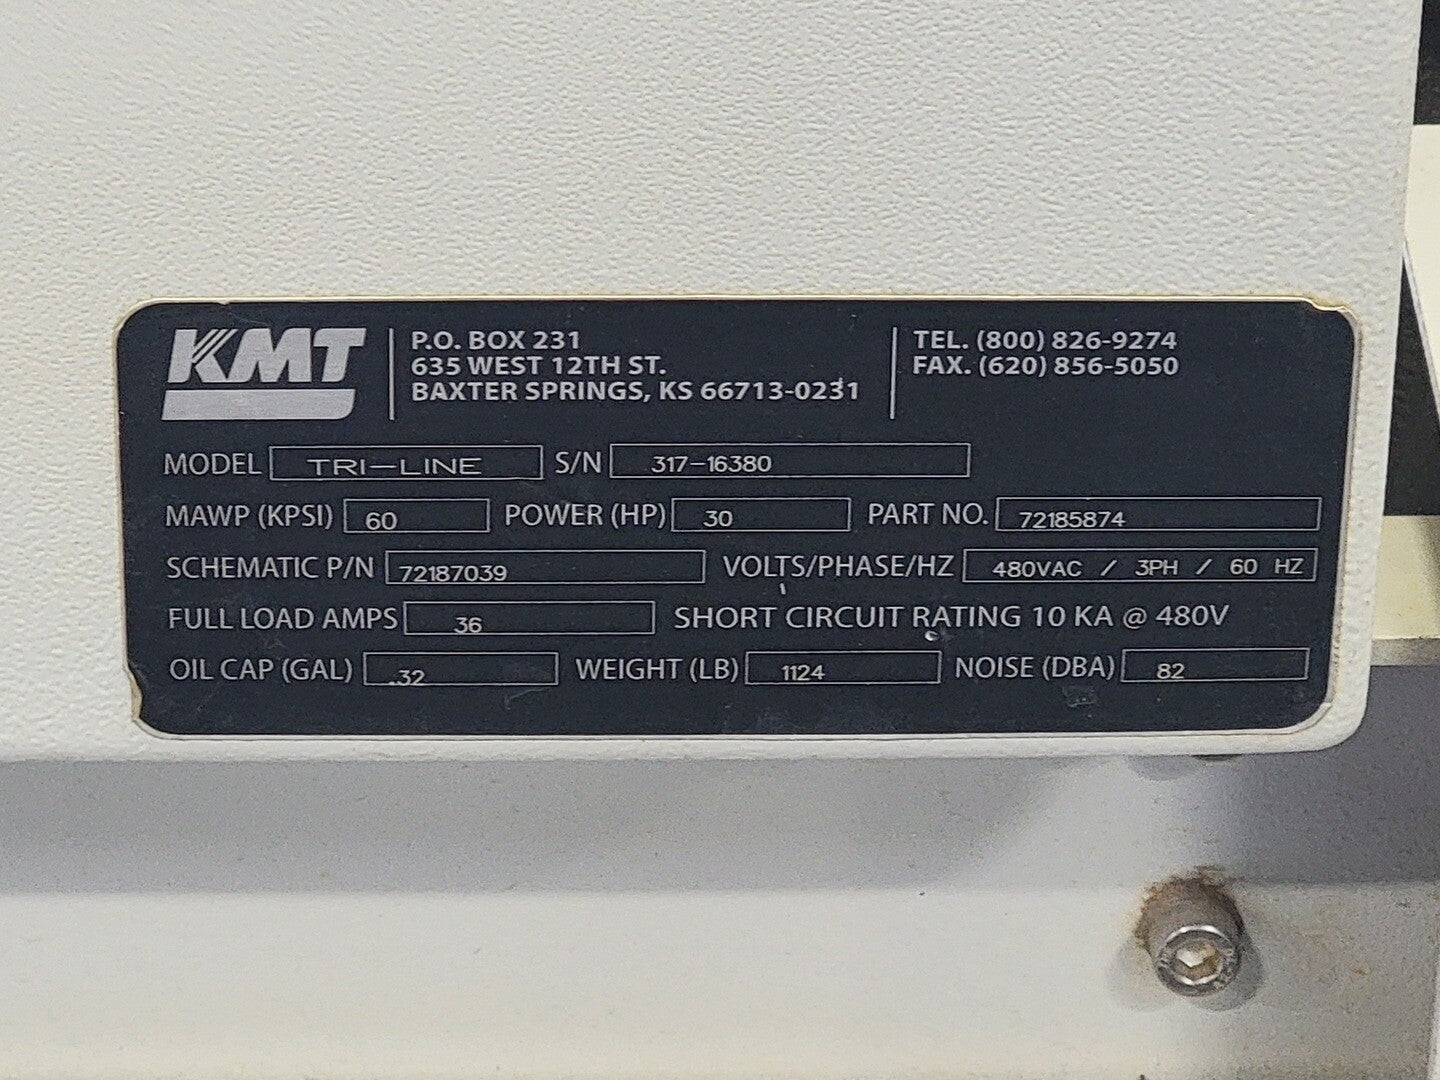 KMT
P.O. BOX 231
635 WEST 12TH ST.
BAXTER SPRINGS, KS 66713-0231
TEL. (800) 826-9274
FAX. (620) 856-5050
MODEL TRI-LINE S/N 317-16380
MAWP (KPSI) 60 POWER (HP) 30 PART NO. 72185874
SCHEMATIC P/N 72187039 VOLTS/PHASE/HZ 480VAC / 3PH / 60 HZ
FULL LOAD AMPS 36 SHORT CIRCUIT RATING 10 KA @ 480V
OIL CAP (GAL) .32 WEIGHT (LB) 1124 NOISE (DBA) 82